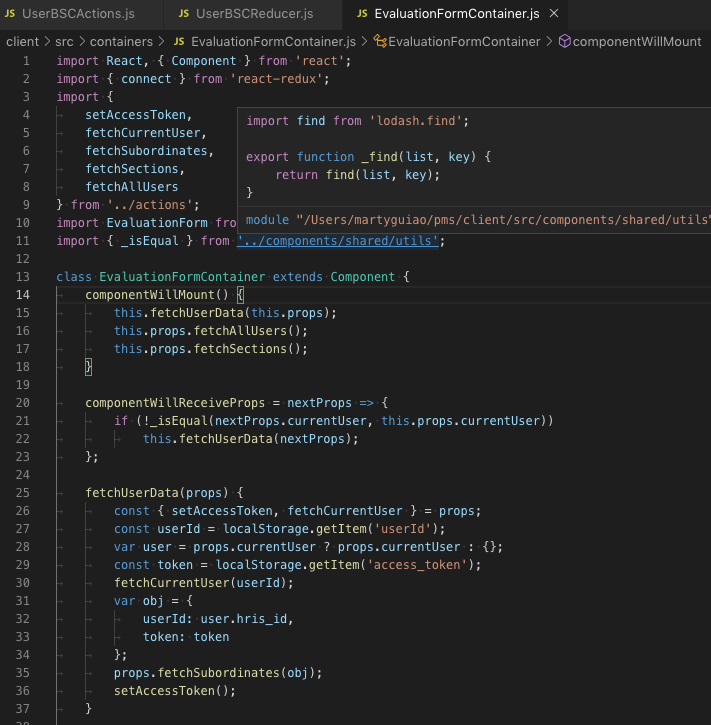 JS UserBSCActions.js JS UserBSCReducer.js JS EvaluationFormContainer.js ×
client > src > containers > JS EvaluationFormContainer.js > EvaluationFormContainer > componentWillMount
1 import React, { Component } from 'react';
2 import { connect } from 'react-redux';
3 import {
4 setAccessToken,
5 fetchCurrentUser,
6 fetchSubordinates,
7 fetchSections,
8 fetchAllUsers
9 } from '../actions';
10 import EvaluationForm fro
11 import { _isEqual } from '../components/shared/utils';
import find from 'lodash.find';
export function _find(list, key) {
return find(list, key);
}
module "/Users/martyguiao/pms/client/src/components/shared/utils"
12
13 class EvaluationFormContainer extends Component {
14 componentWillMount() {
15 this.fetchUserData(this.props);
16 this.props.fetchAllUsers();
17 this.props.fetchSections();
18 }
19
20 componentWillReceiveProps = nextProps => {
21 if (!_isEqual(nextProps.currentUser, this.props.currentUser))
22 this.fetchUserData(nextProps);
23 };
24
25 fetchUserData(props) {
26 const { setAccessToken, fetchCurrentUser } = props;
27 const userId = localStorage.getItem('userId');
28 var user = props.currentUser ? props.currentUser : {};
29 const token = localStorage.getItem('access_token');
30 fetchCurrentUser(userId);
31 var obj = {
32 userId: user.hris_id,
33 token: token
34 };
35 props.fetchSubordinates(obj);
36 setAccessToken();
37 }